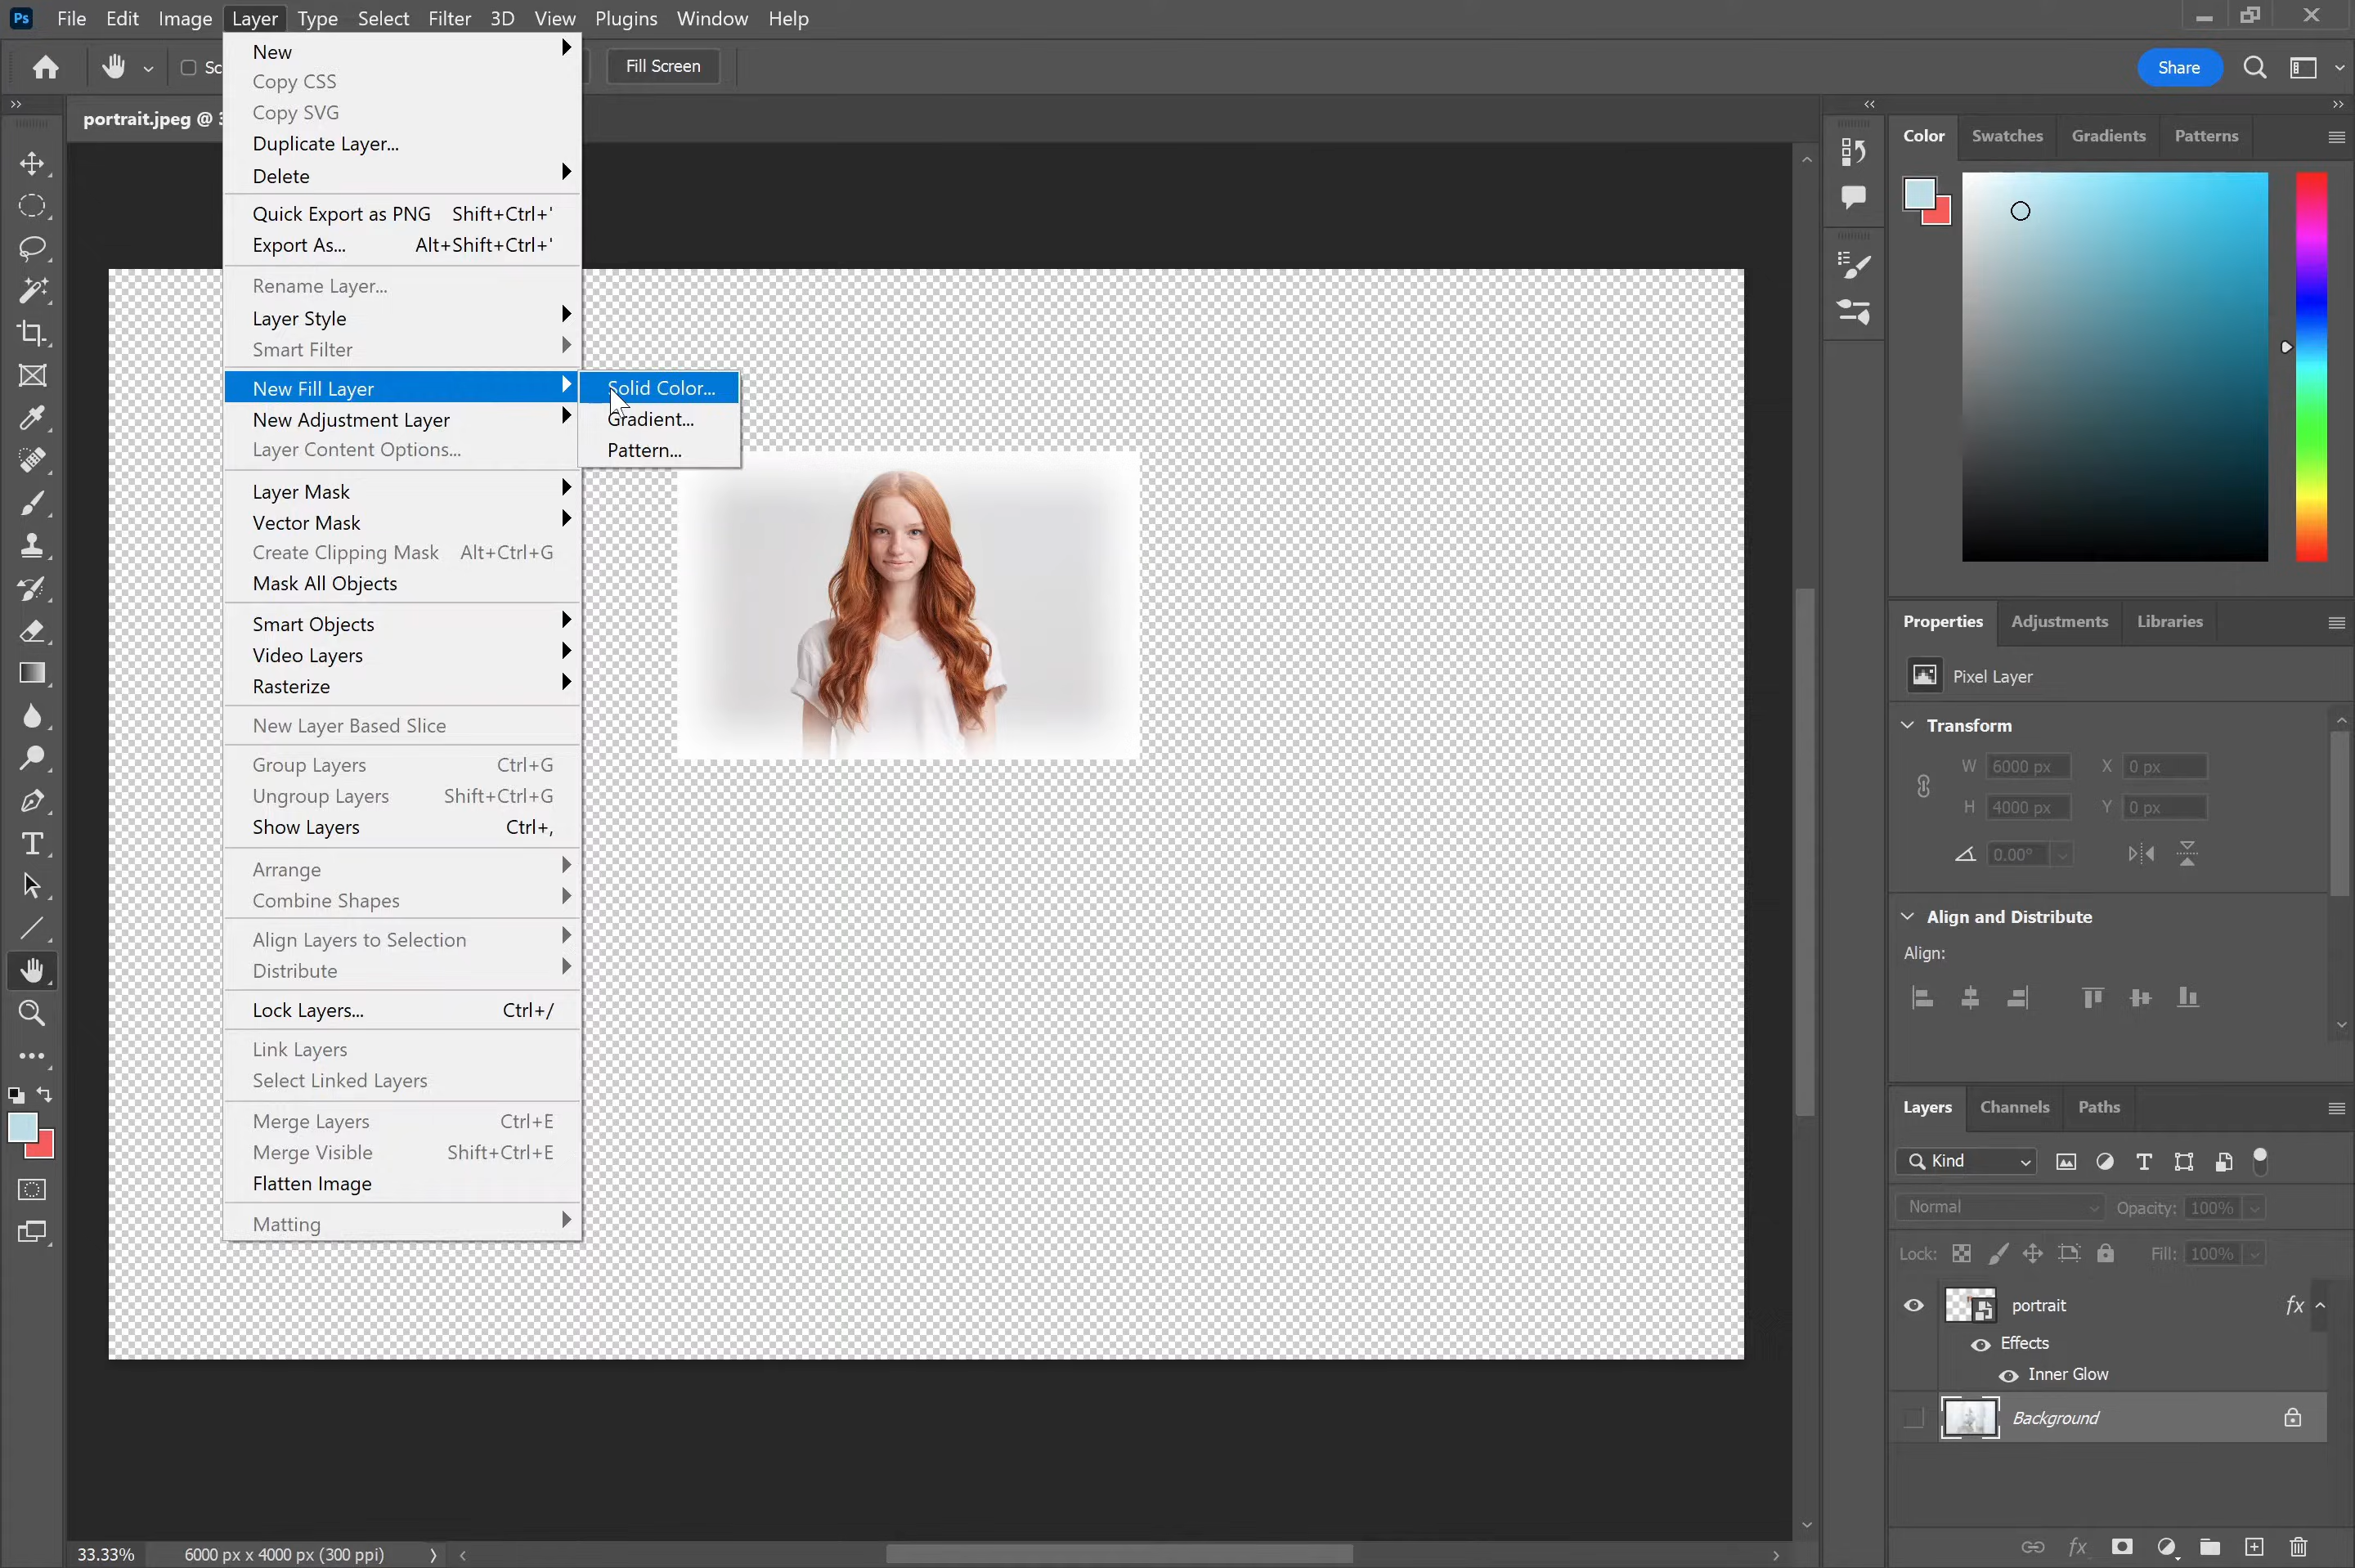 Ps File Edit Image Layer Type Select Filter 3D View Plugins Window Help
Sc
Fill Screen
Share
portrait.jpeg @ 3
New
Copy CSS
Copy SVG
Duplicate Layer...
Delete
Quick Export as PNG Shift+Ctrl+'
Export As... Alt+Shift+Ctrl+'
Rename Layer...
Layer Style
Smart Filter
New Fill Layer
New Adjustment Layer
Layer Content Options...
Layer Mask
Vector Mask
Create Clipping Mask Alt+Ctrl+G
Mask All Objects
Smart Objects
Video Layers
Rasterize
New Layer Based Slice
Group Layers Ctrl+G
Ungroup Layers Shift+Ctrl+G
Show Layers Ctrl+,
Arrange
Combine Shapes
Align Layers to Selection
Distribute
Lock Layers... Ctrl+/
Link Layers
Select Linked Layers
Merge Layers Ctrl+E
Merge Visible Shift+Ctrl+E
Flatten Image
Matting
Solid Color...
Gradient...
Pattern...
Color Swatches Gradients Patterns
Properties Adjustments Libraries
Pixel Layer
Transform
W 6000 px X 0 px
H 4000 px Y 0 px
0.00°
Align and Distribute
Align:
Layers Channels Paths
Kind
Normal Opacity: 100%
Lock: Fill: 100%
portrait fx
Effects
Inner Glow
Background
fx
33.33% 6000 px x 4000 px (300 ppi)